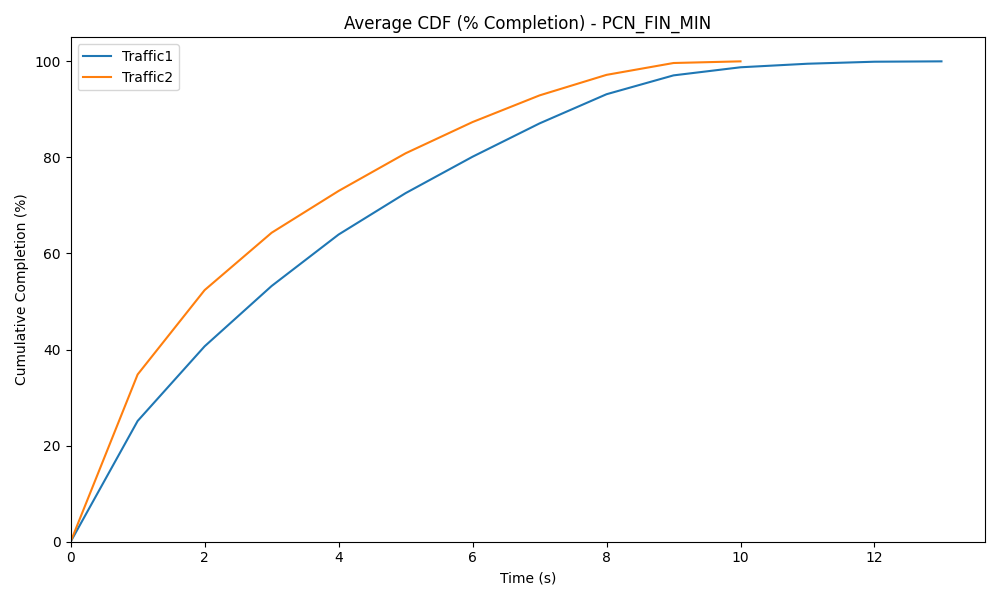 Average CDF (% Completion) - PCN_FIN_MIN
Traffic1
Traffic2
Cumulative Completion (%)
100
80
60
40
20
0
0 2 4 6 8 10 12
Time (s)